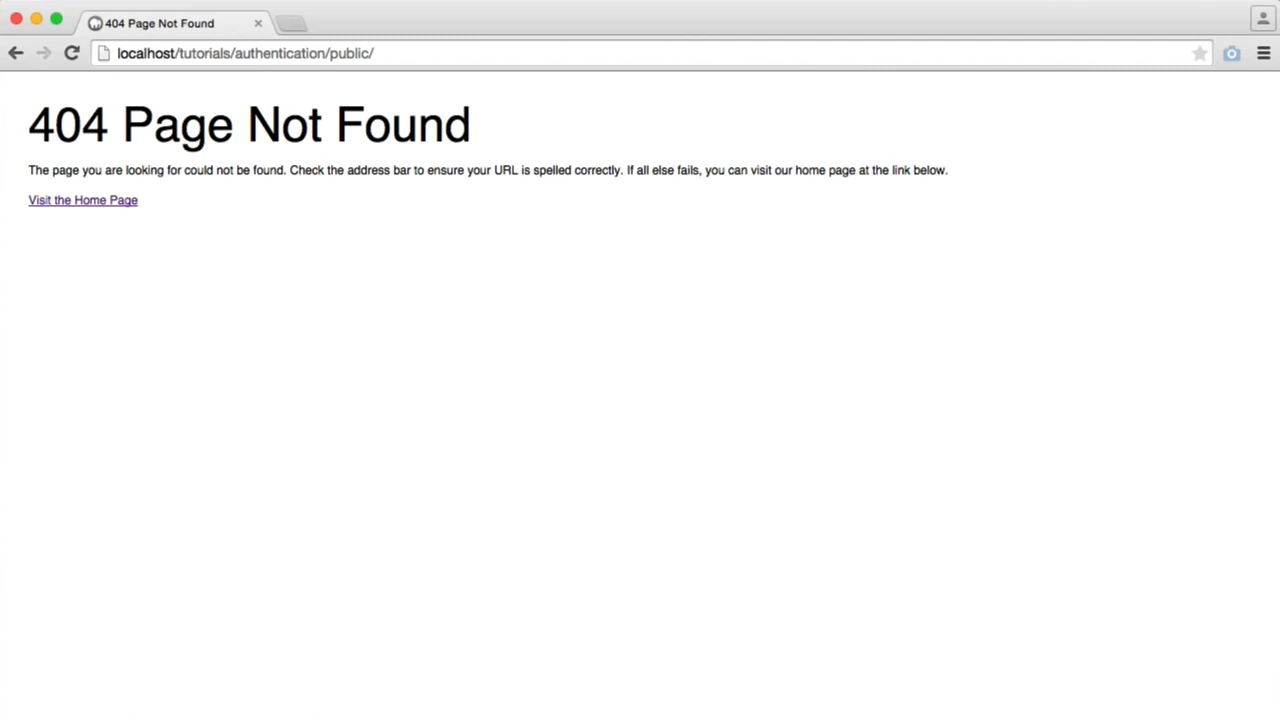 404 Page Not Found
localhost/tutorials/authentication/public/
404 Page Not Found
The page you are looking for could not be found. Check the address bar to ensure your URL is spelled correctly. If all else fails, you can visit our home page at the link below.
Visit the Home Page